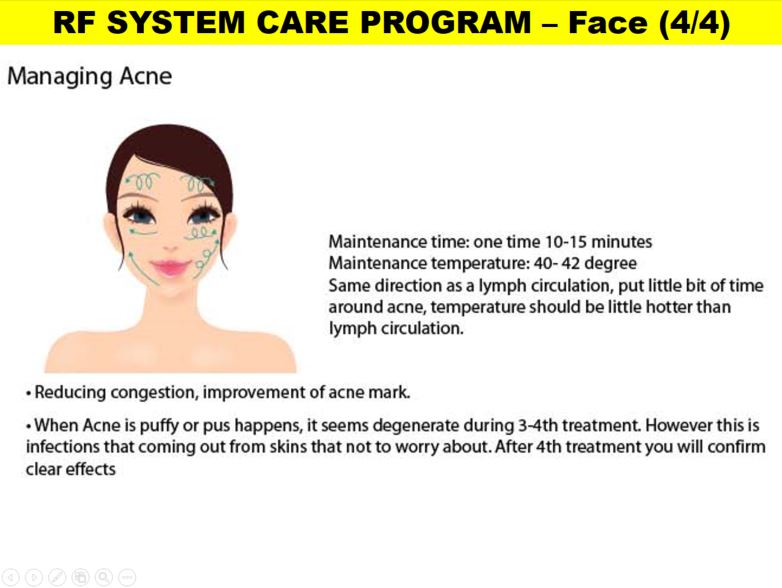 RF SYSTEM CARE PROGRAM – Face (4/4)
Managing Acne
Maintenance time: one time 10-15 minutes
Maintenance temperature: 40- 42 degree
Same direction as a lymph circulation, put little bit of time
around acne, temperature should be little hotter than
lymph circulation.
• Reducing congestion, improvement of acne mark.
• When Acne is puffy or pus happens, it seems degenerate during 3-4th treatment. However this is
infections that coming out from skins that not to worry about. After 4th treatment you will confirm
clear effects